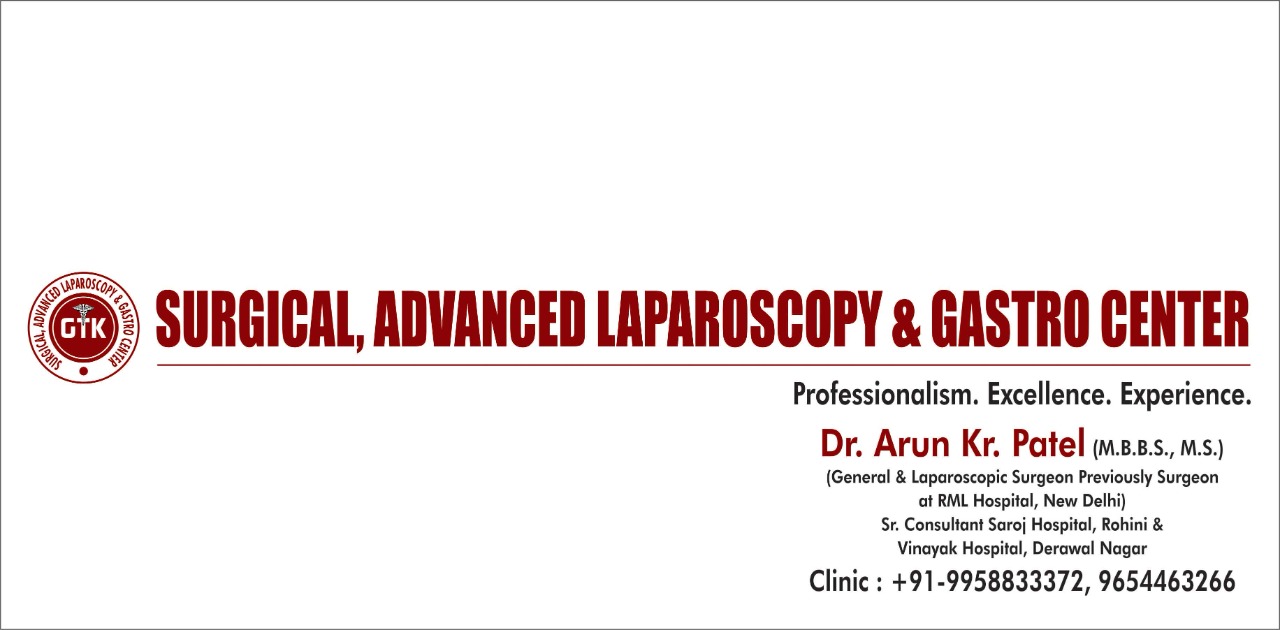 SURGICAL, ADVANCED LAPAROSCOPY & GASTRO CENTER
GTK
SURGICAL, ADVANCED LAPAROSCOPY & GASTRO CENTER
Professionalism. Excellence. Experience.
Dr. Arun Kr. Patel (M.B.B.S., M.S.)
(General & Laparoscopic Surgeon Previously Surgeon
at RML Hospital, New Delhi)
Sr. Consultant Saroj Hospital, Rohini &
Vinayak Hospital, Derawal Nagar
Clinic : +91-9958833372, 9654463266